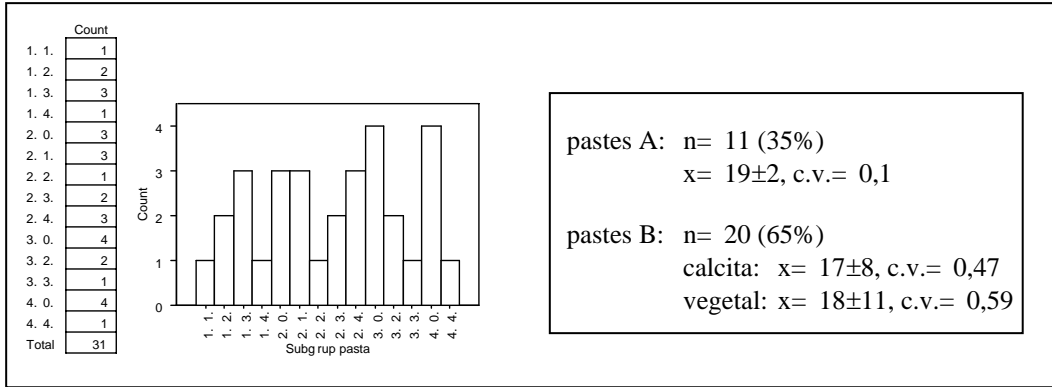 Count
1. 1. 1
1. 2. 2
1. 3. 3
1. 4. 1
2. 0. 3
2. 1. 3
2. 2. 1
2. 3. 2
2. 4. 3
3. 0. 4
3. 2. 2
3. 3. 1
4. 0. 4
4. 4. 1
Total 31
Count
4
3
2
1
0
1. 1.
1. 2.
1. 3.
1. 4.
2. 0.
2. 1.
2. 2.
2. 3.
2. 4.
3. 0.
3. 2.
3. 3.
4. 0.
4. 4.
Subg rup pasta
pastes A: n= 11 (35%)
x= 19±2, c.v.= 0,1
pastes B: n= 20 (65%)
calcita: x= 17±8, c.v.= 0,47
vegetal: x= 18±11, c.v.= 0,59